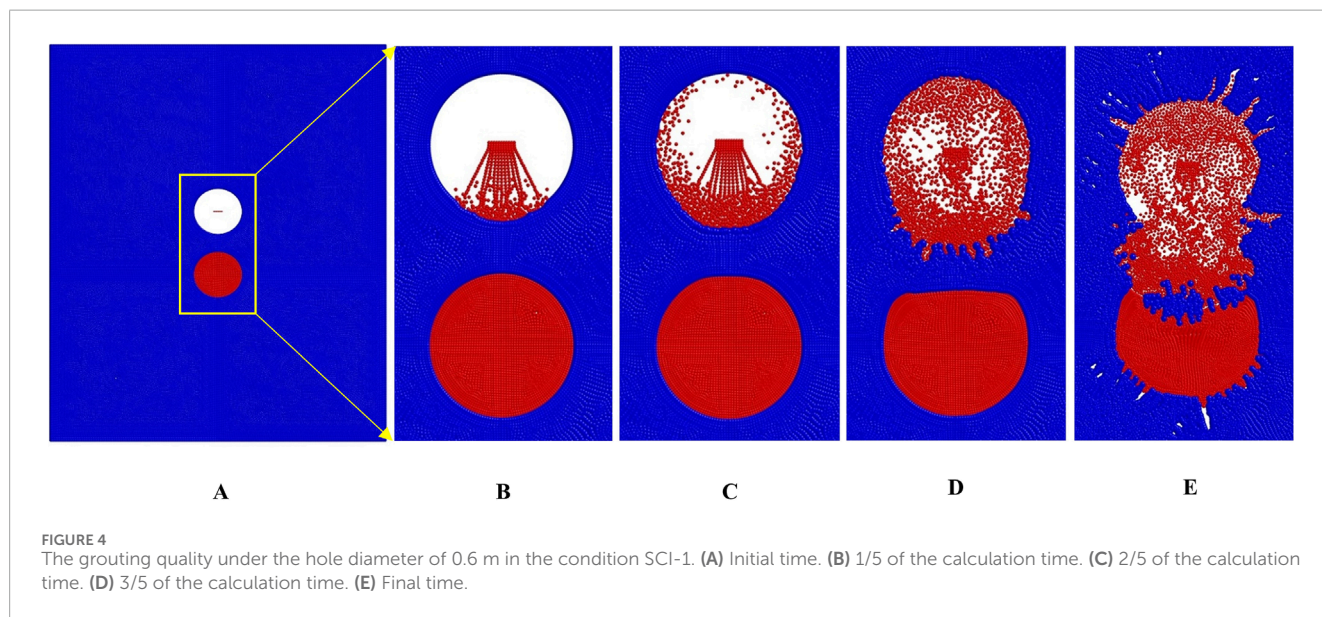 A B C D E
FIGURE 4
The grouting quality under the hole diameter of 0.6 m in the condition SCI-1. (A) Initial time. (B) 1/5 of the calculation time. (C) 2/5 of the calculation
time. (D) 3/5 of the calculation time. (E) Final time.